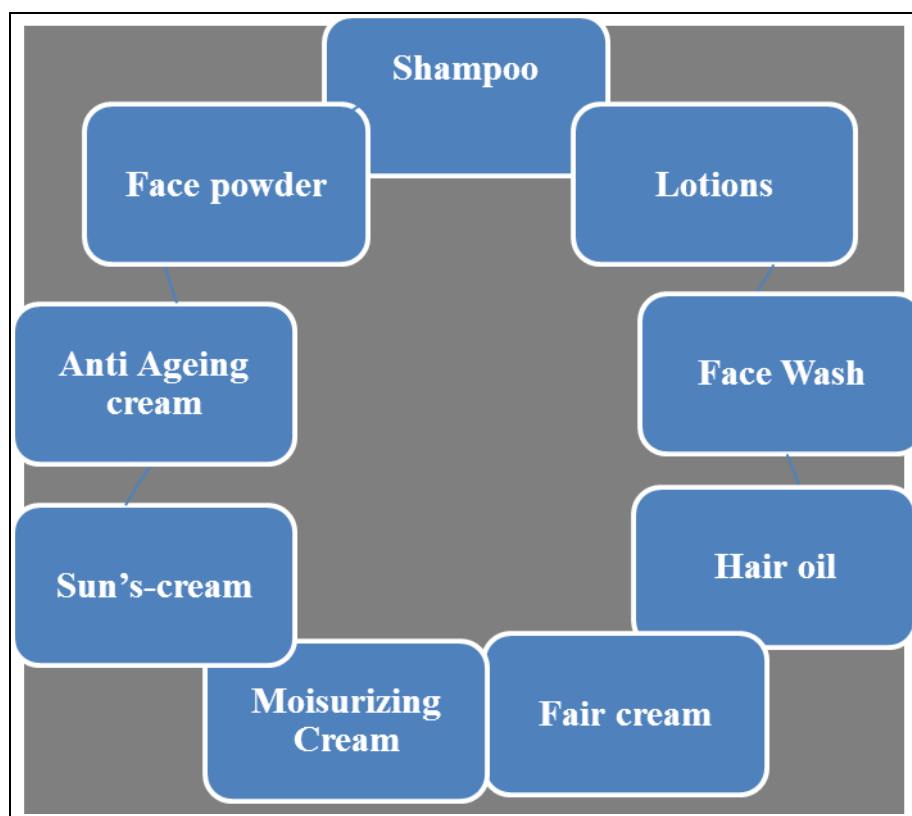 Shampoo
Face powder
Lotions
Anti Ageing
cream
Face Wash
Sun's-cream
Hair oil
Moisurizing
Cream
Fair cream